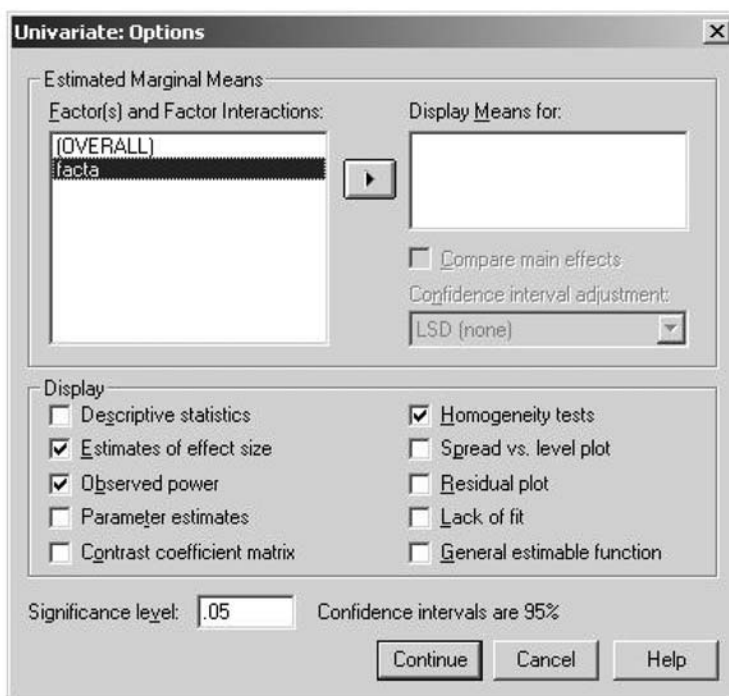 Univariate: Options
Estimated Marginal Means
Factor(s) and Factor Interactions:
(OVERALL)
facta
Display Means for:
Compare main effects
Confidence interval adjustment:
LSD (none)
Display
Descriptive statistics
Estimates of effect size
Observed power
Parameter estimates
Contrast coefficient matrix
Homogeneity tests
Spread vs. level plot
Residual plot
Lack of fit
General estimable function
Significance level: .05 Confidence intervals are 95%
Continue Cancel Help